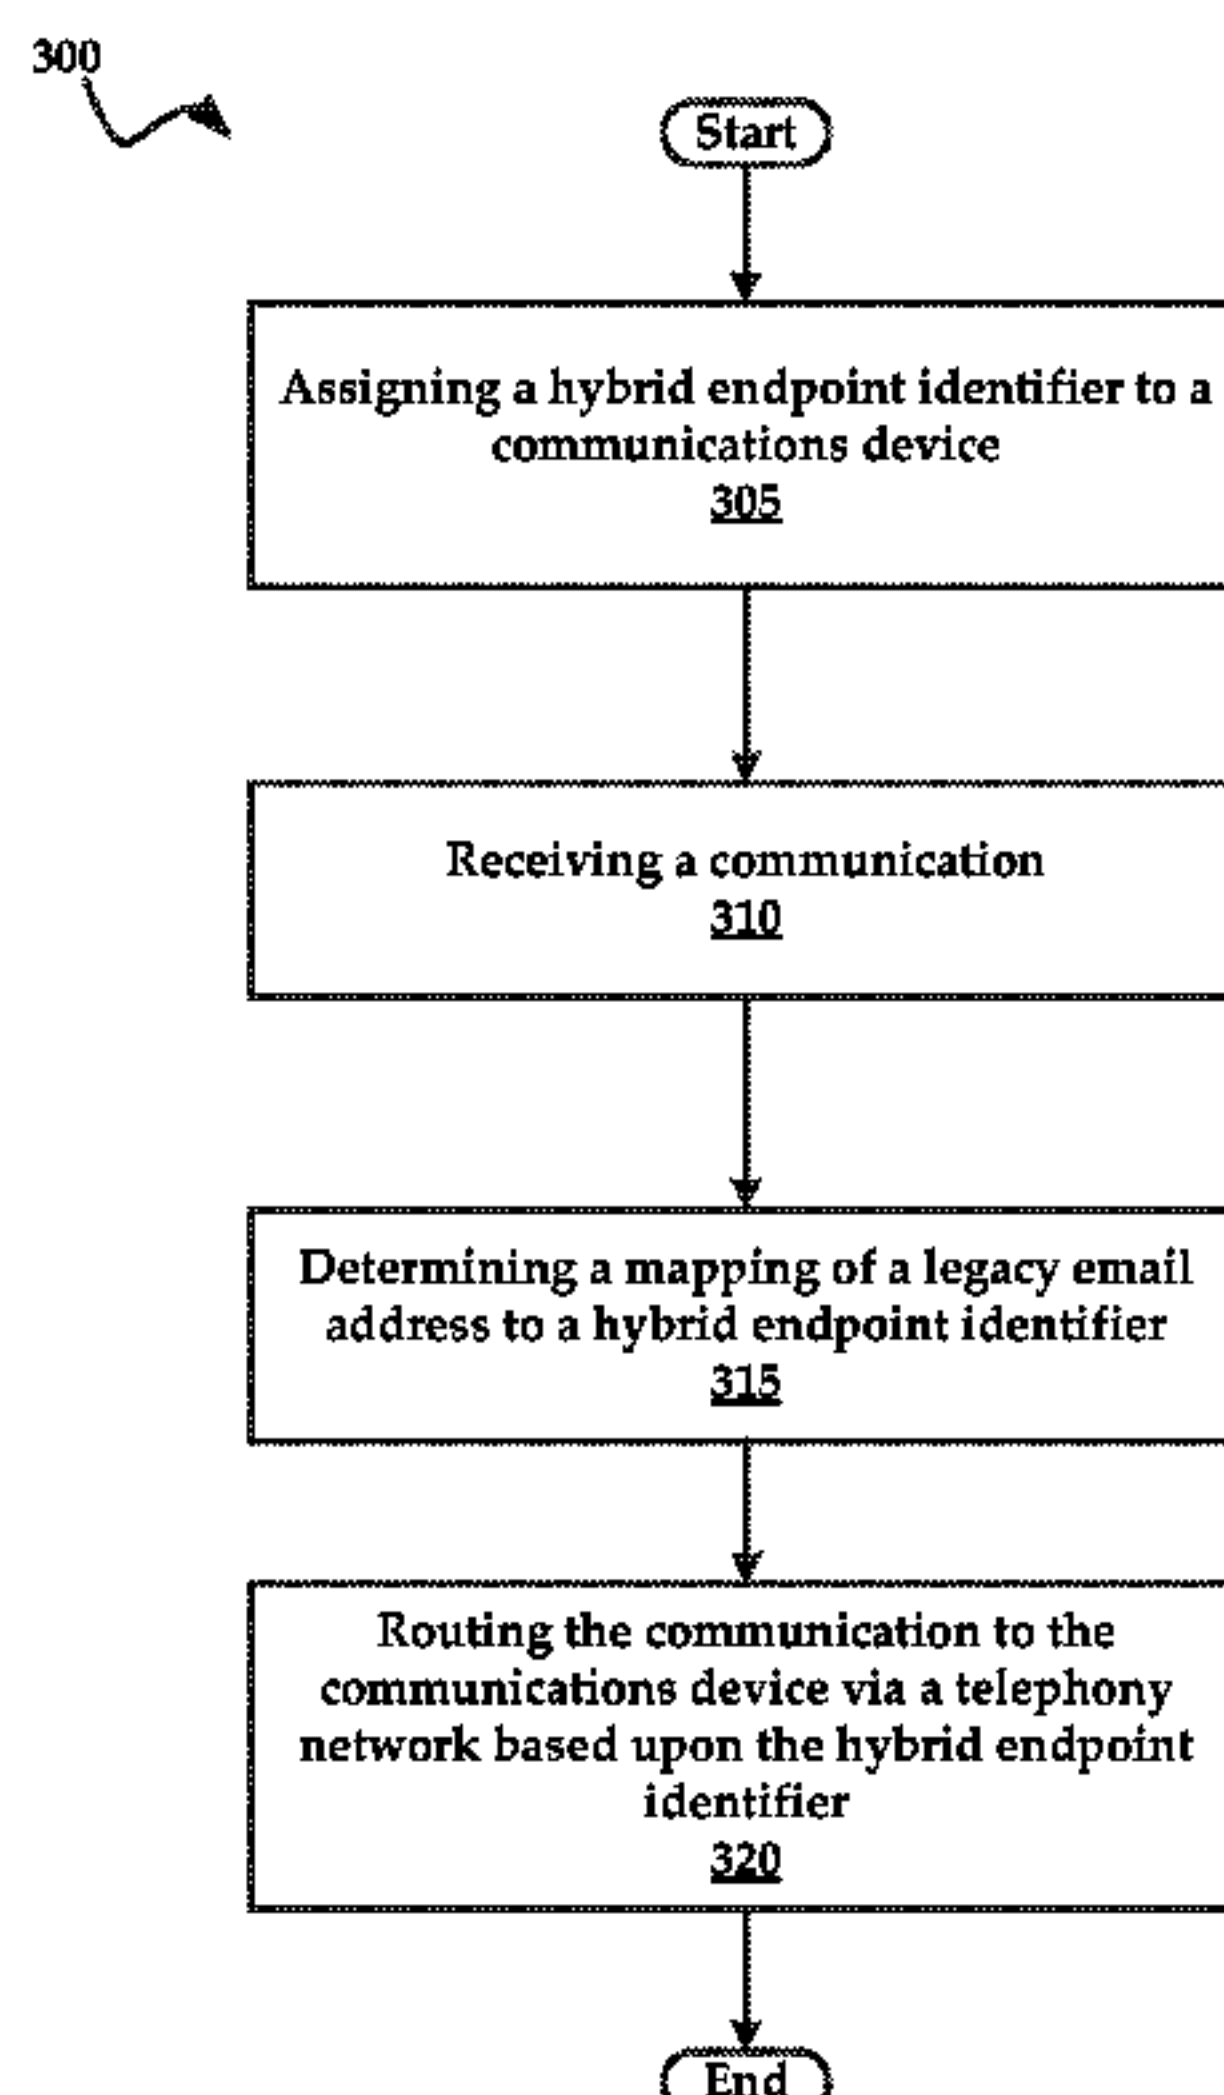 300
Start
Assigning a hybrid endpoint identifier to a
communications device
305
Receiving a communication
310
Determining a mapping of a legacy email
address to a hybrid endpoint identifier
315
Routing the communication to the
communications device via a telephony
network based upon the hybrid endpoint
identifier
320
End